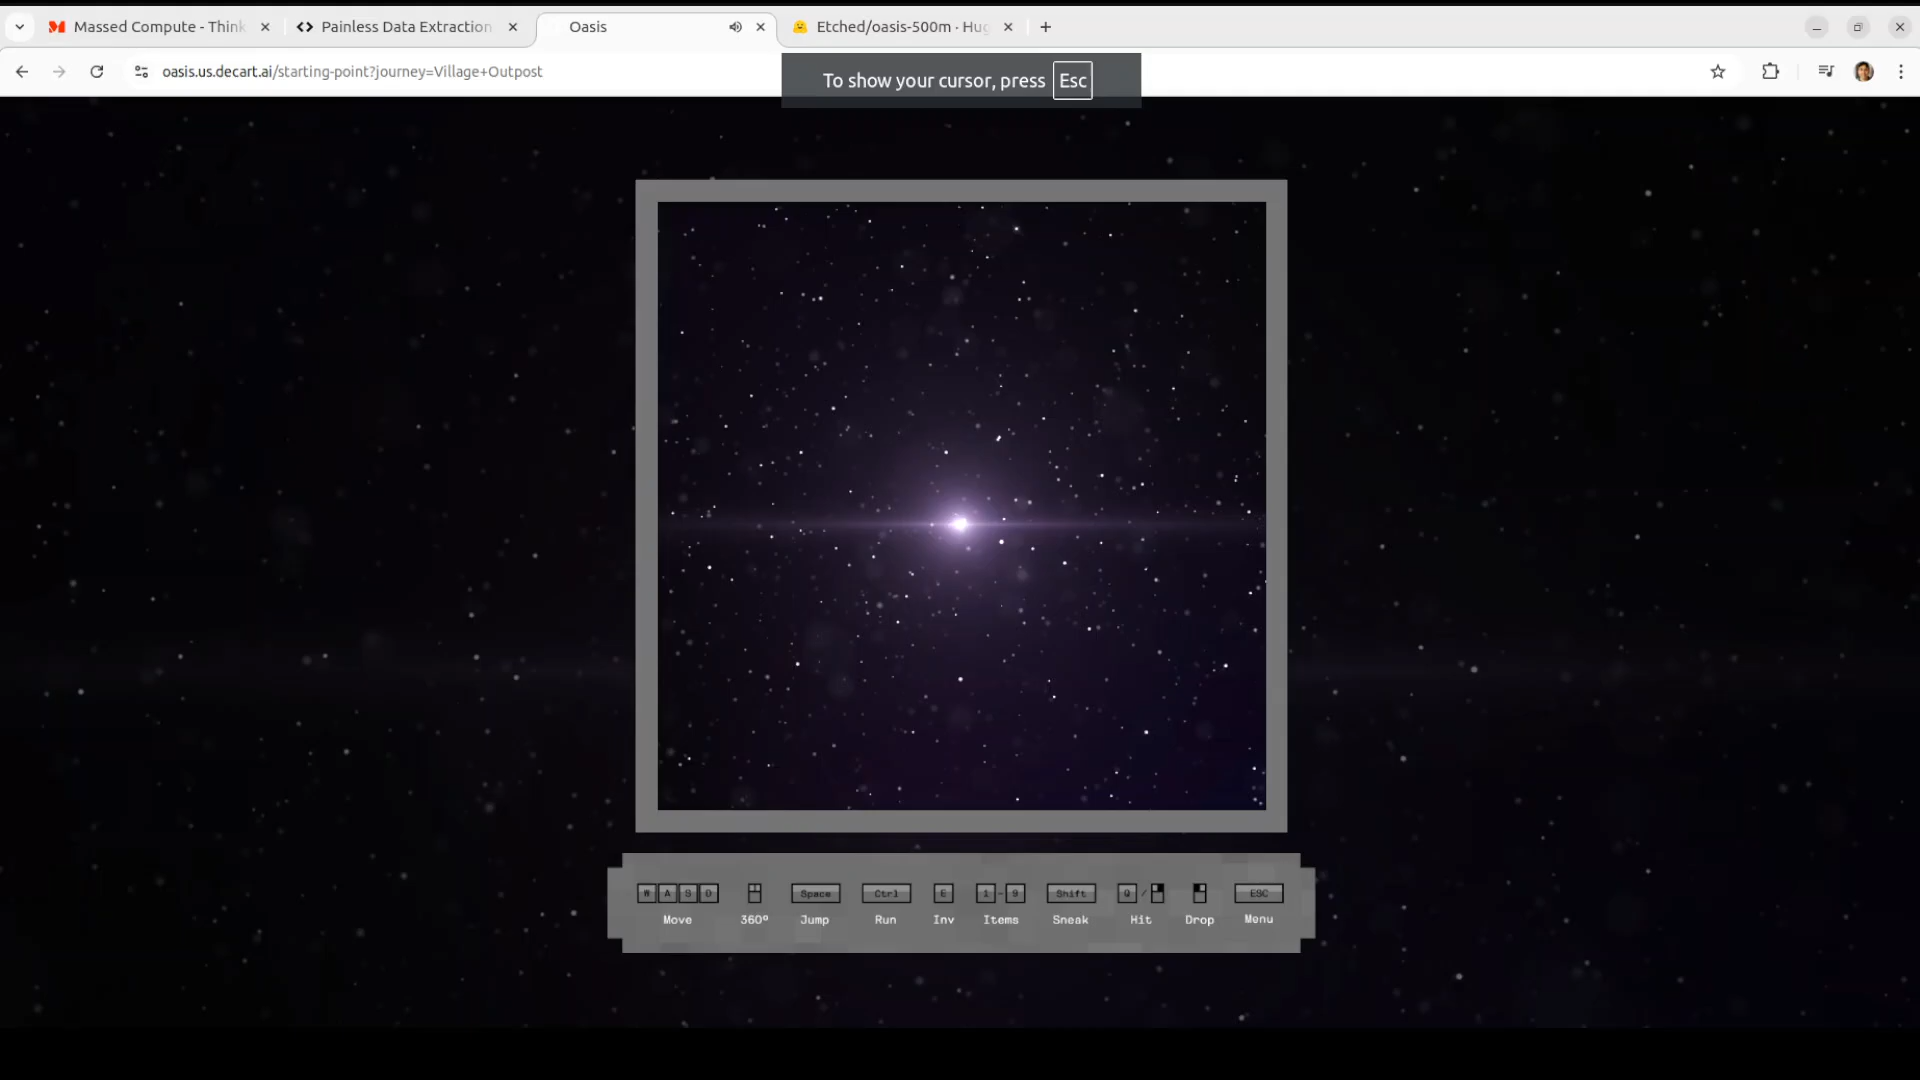 Massed Compute - Think
Painless Data Extraction
Oasis
Etched/oasis-500m · Hug
oasis.us.decart.ai/starting-point?journey=Village+Outpost
To show your cursor, press Esc
W A S D
Space
Ctrl
E
1 - 9
Shift
Q /
ESC
Move
360º
Jump
Run
Inv
Items
Sneak
Hit
Drop
Menu